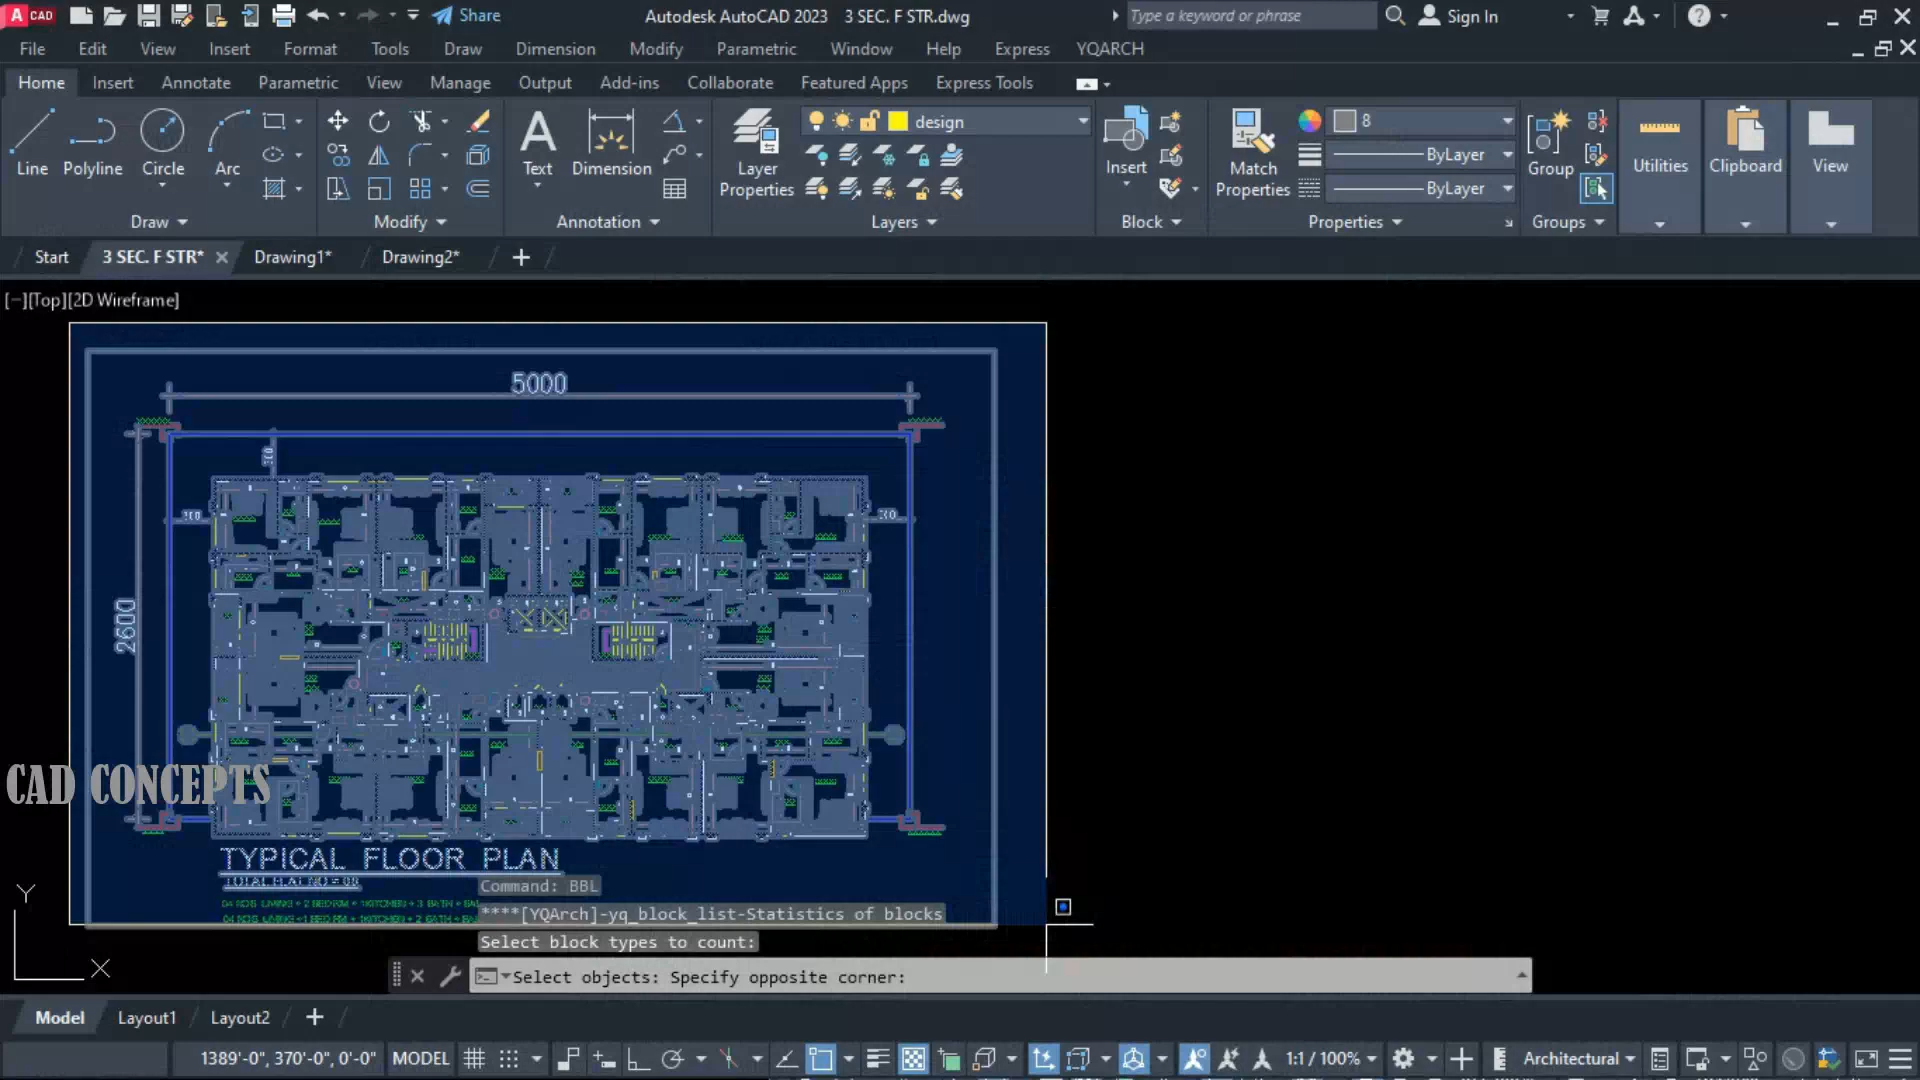 A CAD
Share
Autodesk AutoCAD 2023 3 SEC. F STR.dwg
Type a keyword or phrase
Sign In
File Edit View Insert Format Tools Draw Dimension Modify Parametric Window Help Express YQARCH
Home Insert Annotate Parametric View Manage Output Add-ins Collaborate Featured Apps Express Tools
design
8
Line Polyline Circle Arc
Text Dimension
Layer Properties
Insert
Match Properties
ByLayer
ByLayer
Group
Utilities Clipboard View
Draw Modify Annotation Layers Block Properties Groups
Start 3 SEC. F STR* Drawing1* Drawing2*
[−][Top][2D Wireframe]
5000
2600
CAD CONCEPTS
TYPICAL FLOOR PLAN
TOTAL FLAT NO = 08
Y
X
Command: BBL
****[YQArch]-yq_block_list-Statistics of blocks
Select block types to count:
Select objects: Specify opposite corner:
Model Layout1 Layout2
1389'-0", 370'-0", 0'-0" MODEL
1:1 / 100%
Architectural